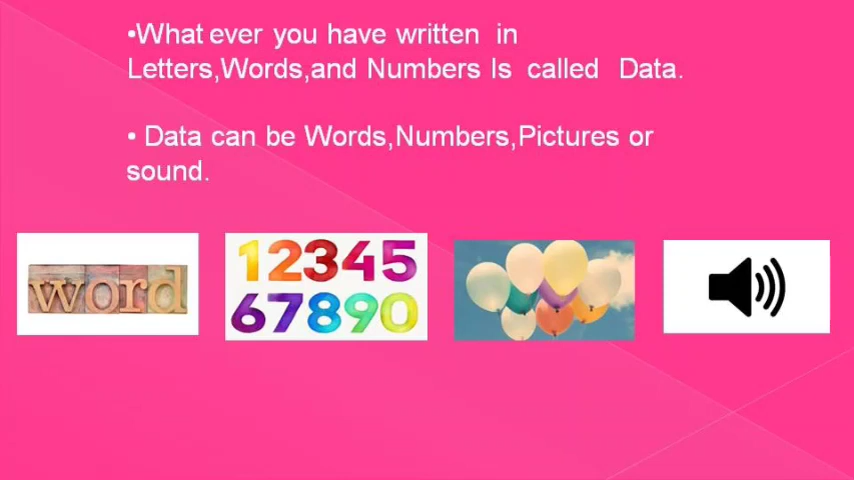 •What ever you have written in
Letters,Words,and Numbers Is called Data.
• Data can be Words,Numbers,Pictures or
sound.
word
12345
67890